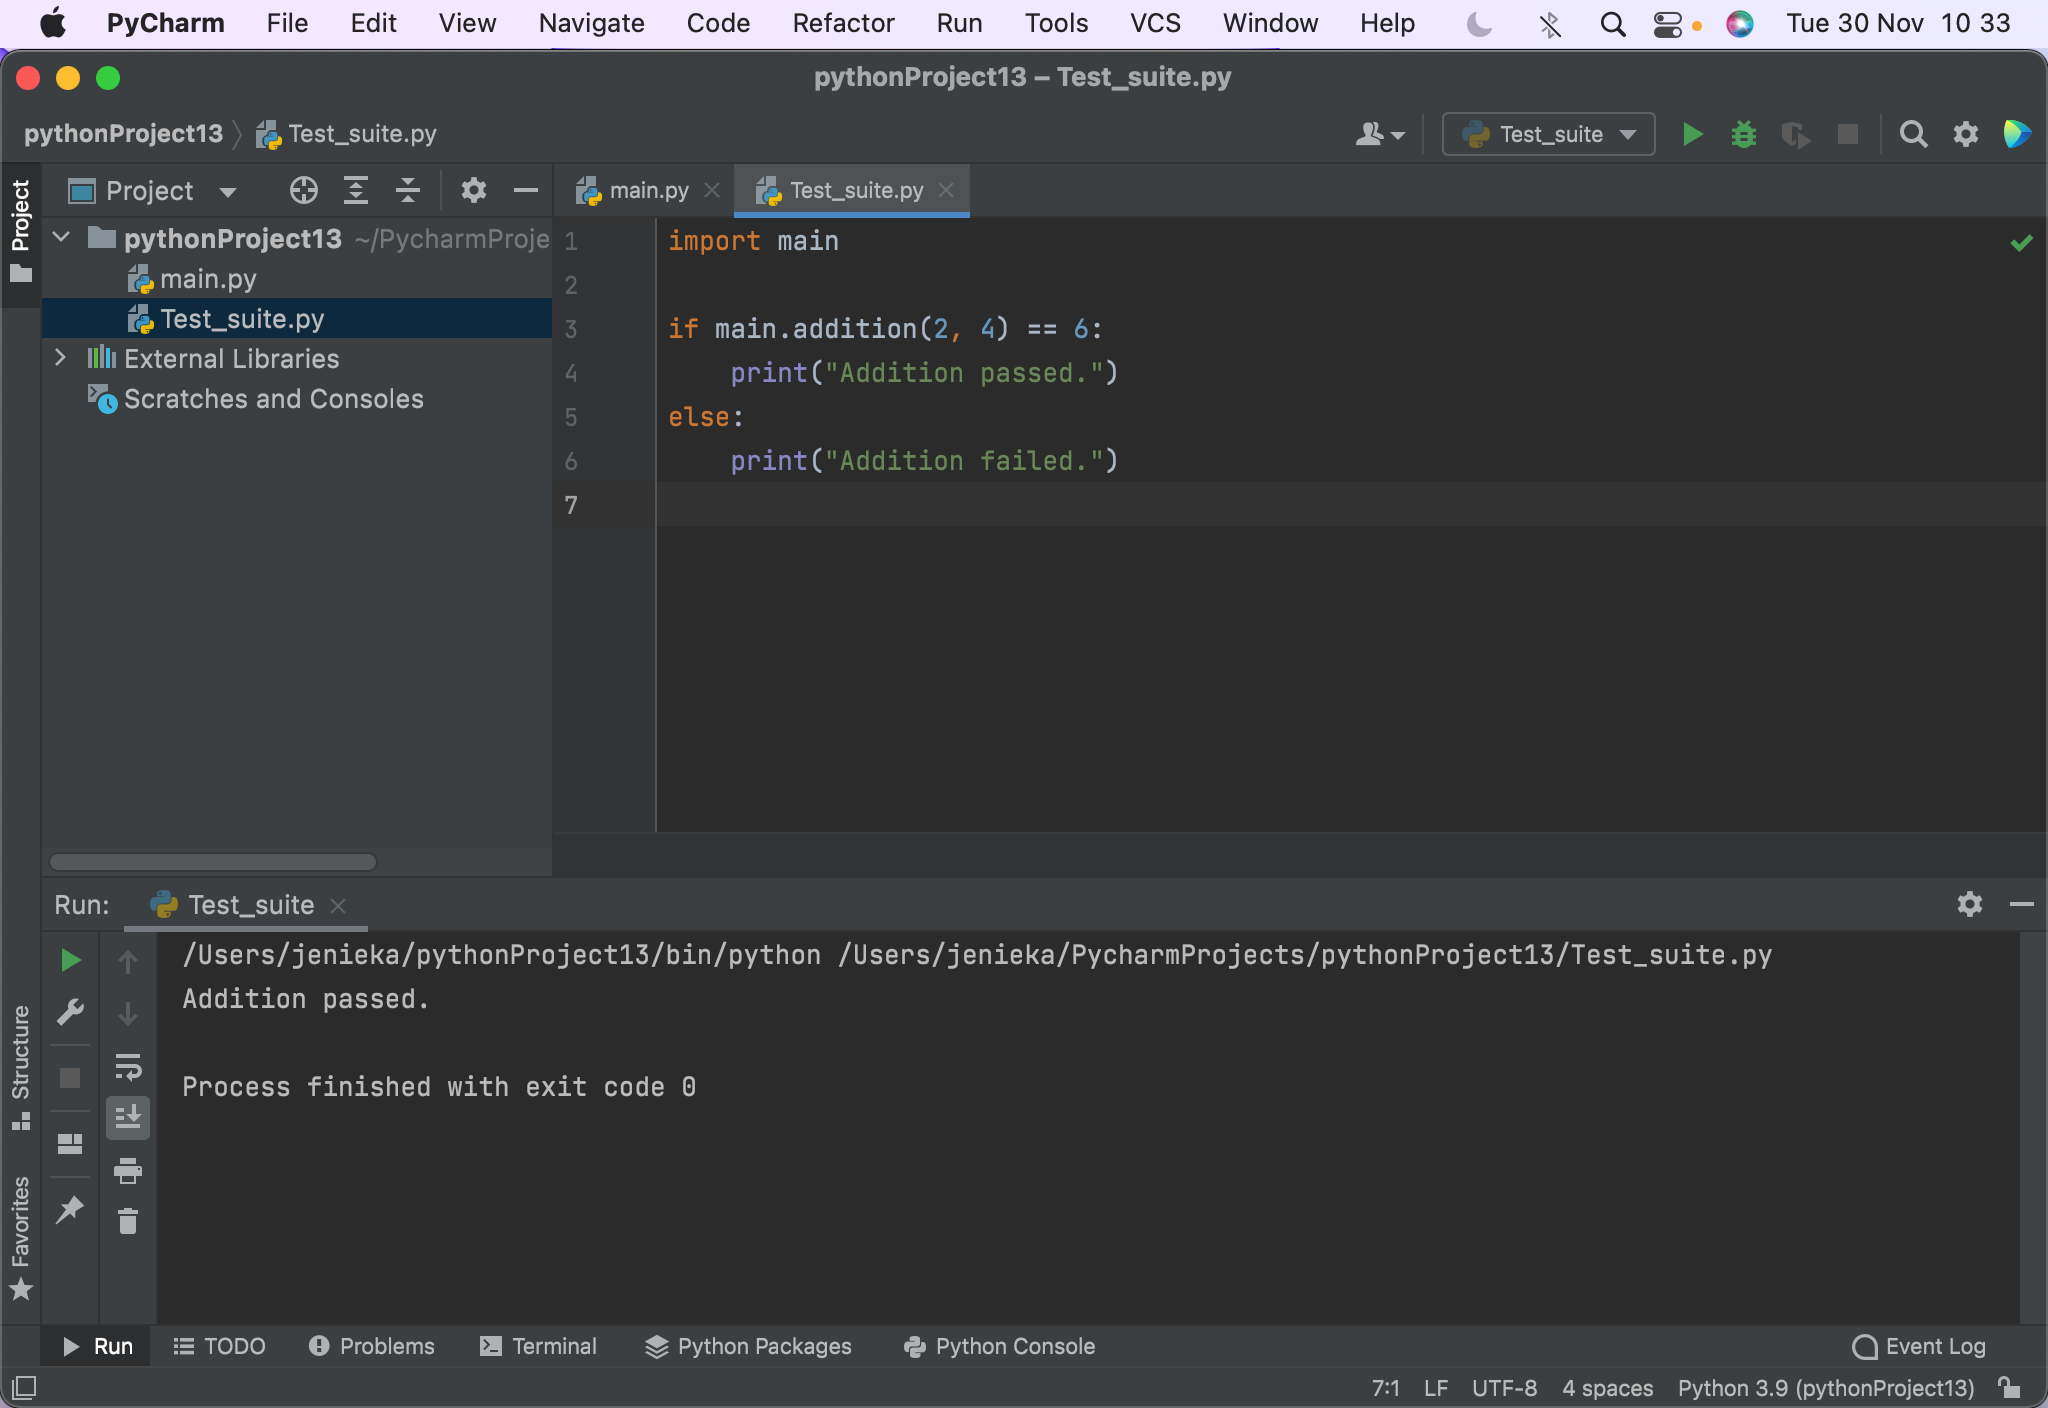 PyCharm File Edit View Navigate Code Refactor Run Tools VCS Window Help Tue 30 Nov 10 33
pythonProject13 – Test_suite.py
pythonProject13 Test_suite.py
Test_suite
Project
Project
main.py
Test_suite.py
pythonProject13 ~/PycharmProje
main.py
Test_suite.py
External Libraries
Scratches and Consoles
1 import main
2
3 if main.addition(2, 4) == 6:
4     print("Addition passed.")
5 else:
6     print("Addition failed.")
7
Run: Test_suite
/Users/jenieka/pythonProject13/bin/python /Users/jenieka/PycharmProjects/pythonProject13/Test_suite.py
Addition passed.
Process finished with exit code 0
Structure
Favorites
Run TODO Problems Terminal Python Packages Python Console Event Log
7:1 LF UTF-8 4 spaces Python 3.9 (pythonProject13)